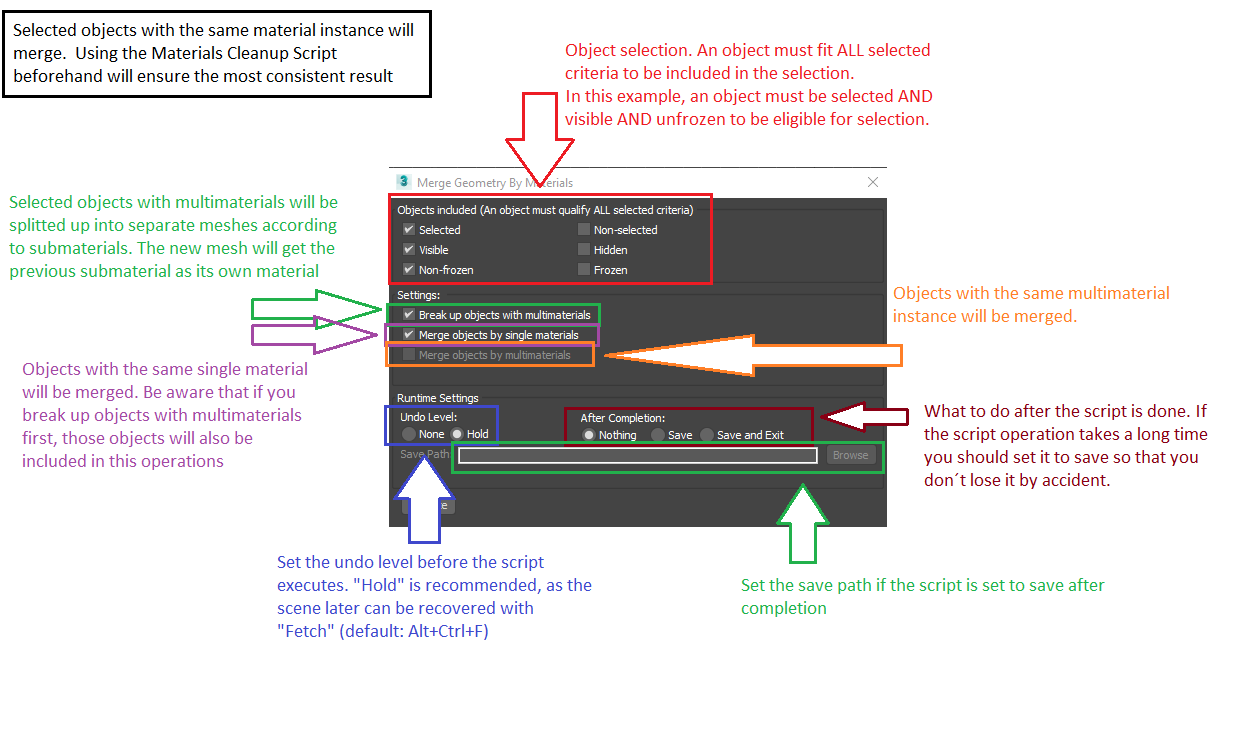 Selected objects with the same material instance will
merge.  Using the Materials Cleanup Script
beforehand will ensure the most consistent result
Object selection. An object must fit ALL selected
criteria to be included in the selection.
In this example, an object must be selected AND
visible AND unfrozen to be eligible for selection.
Selected objects with multimaterials will be
splitted up into separate meshes according
to submaterials. The new mesh will get the
previous submaterial as its own material
Objects with the same single material
will be merged. Be aware that if you
break up objects with multimaterials
first, those objects will also be
included in this operations
3 Merge Geometry By Materials
Objects included (An object must qualify ALL selected criteria)
Selected Non-selected
Visible Hidden
Non-frozen Frozen
Settings:
Break up objects with multimaterials
Merge objects by single materials
Merge objects by multimaterials
Runtime Settings
Undo Level: After Completion:
None Hold Nothing Save Save and Exit
Save Path Browse
Objects with the same multimaterial
instance will be merged.
What to do after the script is done. If
the script operation takes a long time
you should set it to save so that you
don´t lose it by accident.
Set the undo level before the script
executes. "Hold" is recommended, as the
scene later can be recovered with
"Fetch" (default: Alt+Ctrl+F)
Set the save path if the script is set to save after
completion